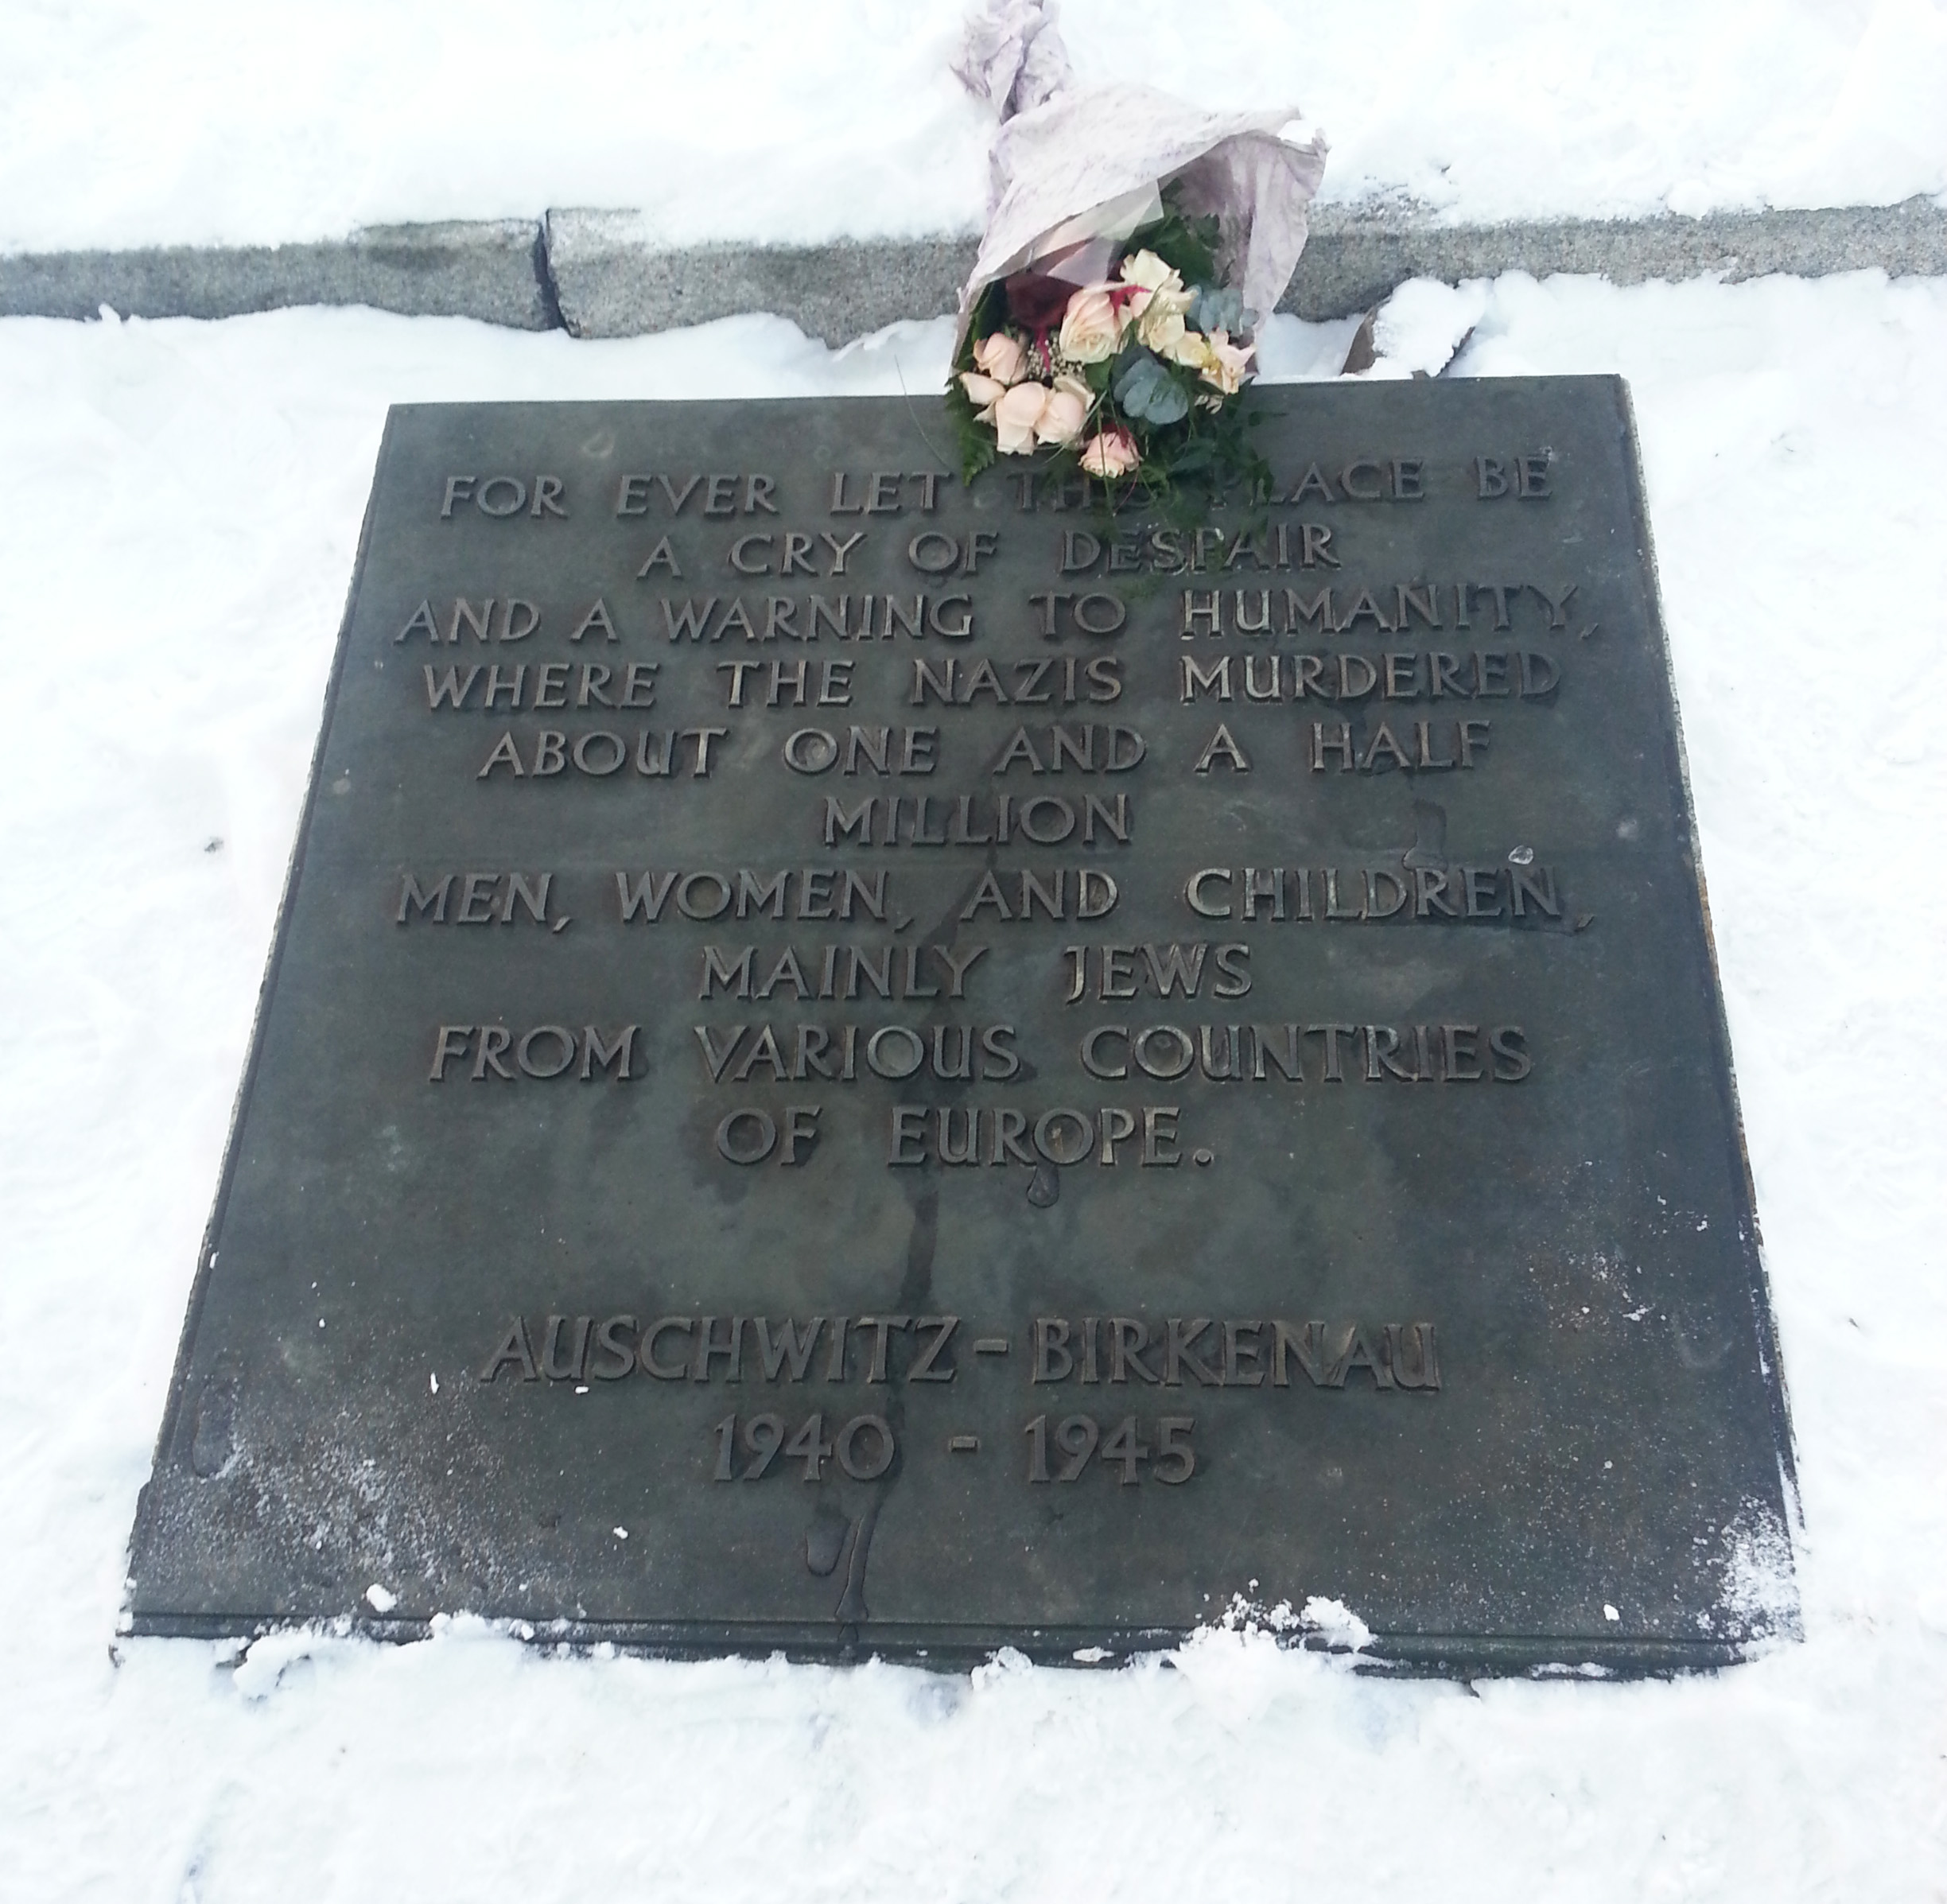 FOR EVER LET THIS PLACE BE
A CRY OF DESPAIR
AND A WARNING TO HUMANITY,
WHERE THE NAZIS MURDERED
ABOUT ONE AND A HALF
MILLION
MEN, WOMEN, AND CHILDREN,
MAINLY JEWS
FROM VARIOUS COUNTRIES
OF EUROPE.
AUSCHWITZ - BIRKENAU
1940 - 1945